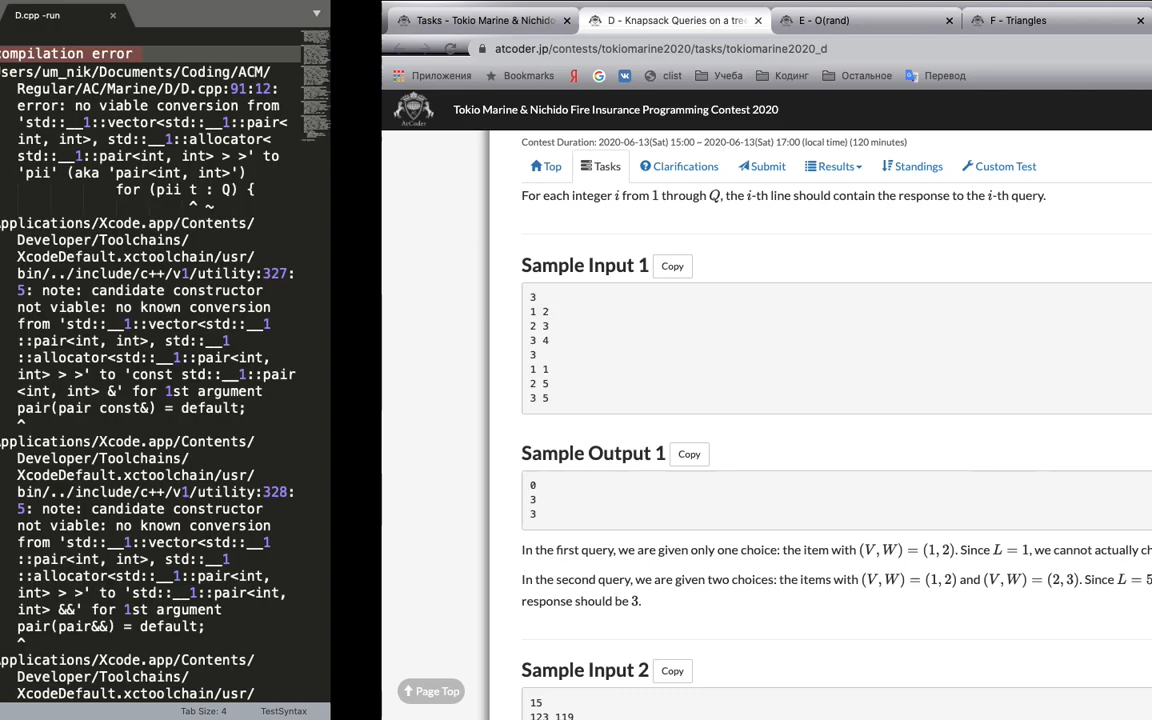 D.cpp -run
compilation error
Users/um_nik/Documents/Coding/ACM/
Regular/AC/Marine/D/D.cpp:91:12:
error: no viable conversion from
'std::__1::vector<std::__1::pair<
int, int>, std::__1::allocator<
std::__1::pair<int, int> > >' to
'pii' (aka 'pair<int, int>')
for (pii t : Q) {
^ ~
Applications/Xcode.app/Contents/
Developer/Toolchains/
XcodeDefault.xctoolchain/usr/
bin/../include/c++/v1/utility:327:
5: note: candidate constructor
not viable: no known conversion
from 'std::__1::vector<std::__1
::pair<int, int>, std::__1
::allocator<std::__1::pair<int,
int> > >' to 'const std::__1::pair
<int, int> &' for 1st argument
pair(pair const&) = default;
^
Applications/Xcode.app/Contents/
Developer/Toolchains/
XcodeDefault.xctoolchain/usr/
bin/../include/c++/v1/utility:328:
5: note: candidate constructor
not viable: no known conversion
from 'std::__1::vector<std::__1
::pair<int, int>, std::__1
::allocator<std::__1::pair<int,
int> > >' to 'std::__1::pair<int,
int> &&' for 1st argument
pair(pair&&) = default;
^
Applications/Xcode.app/Contents/
Developer/Toolchains/
XcodeDefault.xctoolchain/usr/
Tab Size: 4 TestSyntax
Tasks - Tokio Marine & Nichido D - Knapsack Queries on a tree E - O(rand) F - Triangles
atcoder.jp/contests/tokiomarine2020/tasks/tokiomarine2020_d
Приложения Bookmarks Я G clist Учеба Кодинг Остальное Перевод
AtCoder Tokio Marine & Nichido Fire Insurance Programming Contest 2020
Contest Duration: 2020-06-13(Sat) 15:00 ~ 2020-06-13(Sat) 17:00 (local time) (120 minutes)
Top Tasks Clarifications Submit Results Standings Custom Test
For each integer i from 1 through Q, the i-th line should contain the response to the i-th query.
Sample Input 1 Copy
3
1 2
2 3
3 4
3
1 1
2 5
3 5
Sample Output 1 Copy
0
3
3
In the first query, we are given only one choice: the item with (V, W) = (1, 2). Since L = 1, we cannot actually
In the second query, we are given two choices: the items with (V, W) = (1, 2) and (V, W) = (2, 3). Since L = 5
response should be 3.
Sample Input 2 Copy
15
123 119
Page Top